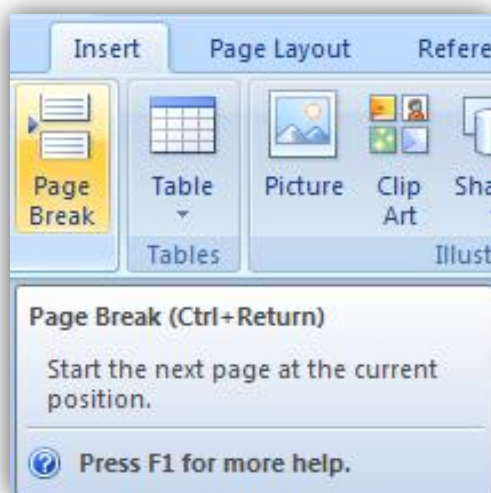 Insert Page Layout
Page Table Picture Clip
Break Art
Tables
Page Break (Ctrl+Return)
Start the next page at the current
position.
Press F1 for more help.